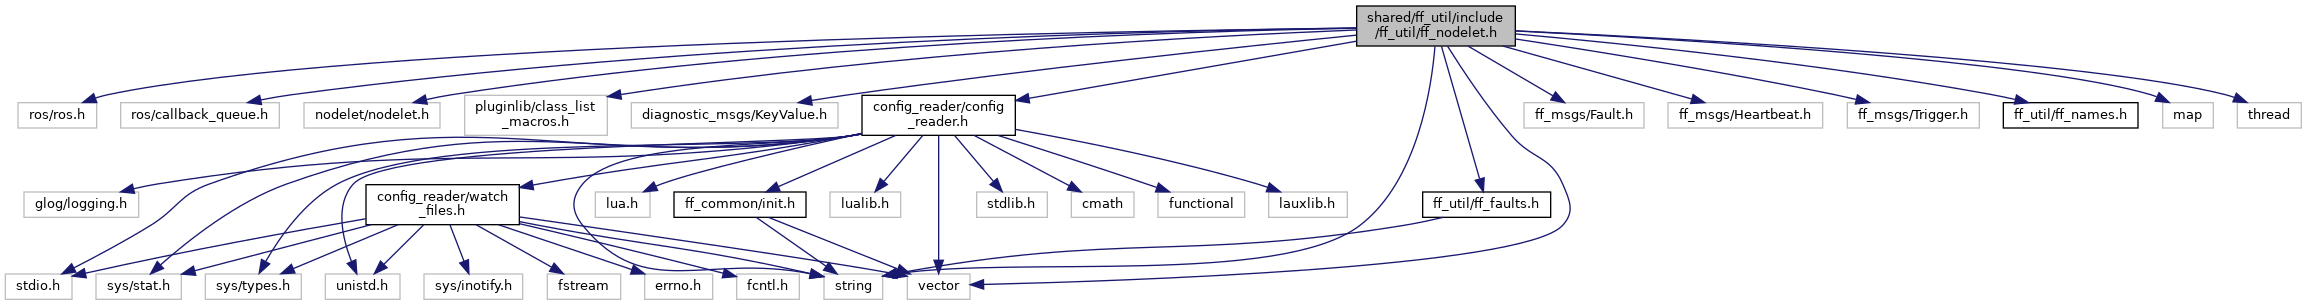 shared/ff_util/include
/ff_util/ff_nodelet.h
ros/ros.h
ros/callback_queue.h
nodelet/nodelet.h
pluginlib/class_list
_macros.h
diagnostic_msgs/KeyValue.h
config_reader/config
_reader.h
ff_msgs/Fault.h
ff_msgs/Heartbeat.h
ff_msgs/Trigger.h
ff_util/ff_names.h
map
thread
glog/logging.h
config_reader/watch
_files.h
lua.h
ff_common/init.h
lualib.h
stdlib.h
cmath
functional
lauxlib.h
ff_util/ff_faults.h
stdio.h
sys/stat.h
sys/types.h
unistd.h
sys/inotify.h
fstream
errno.h
fcntl.h
string
vector